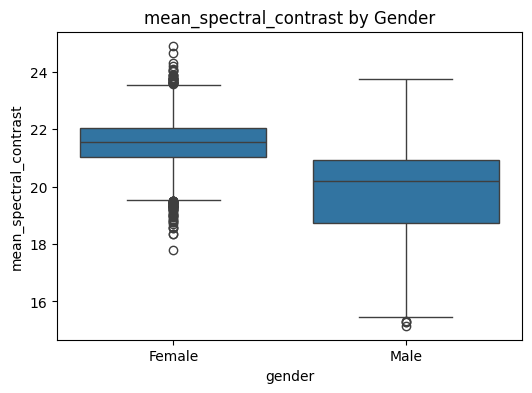 mean_spectral_contrast by Gender
24
22
20
18
16
mean_spectral_contrast
Female
Male
gender